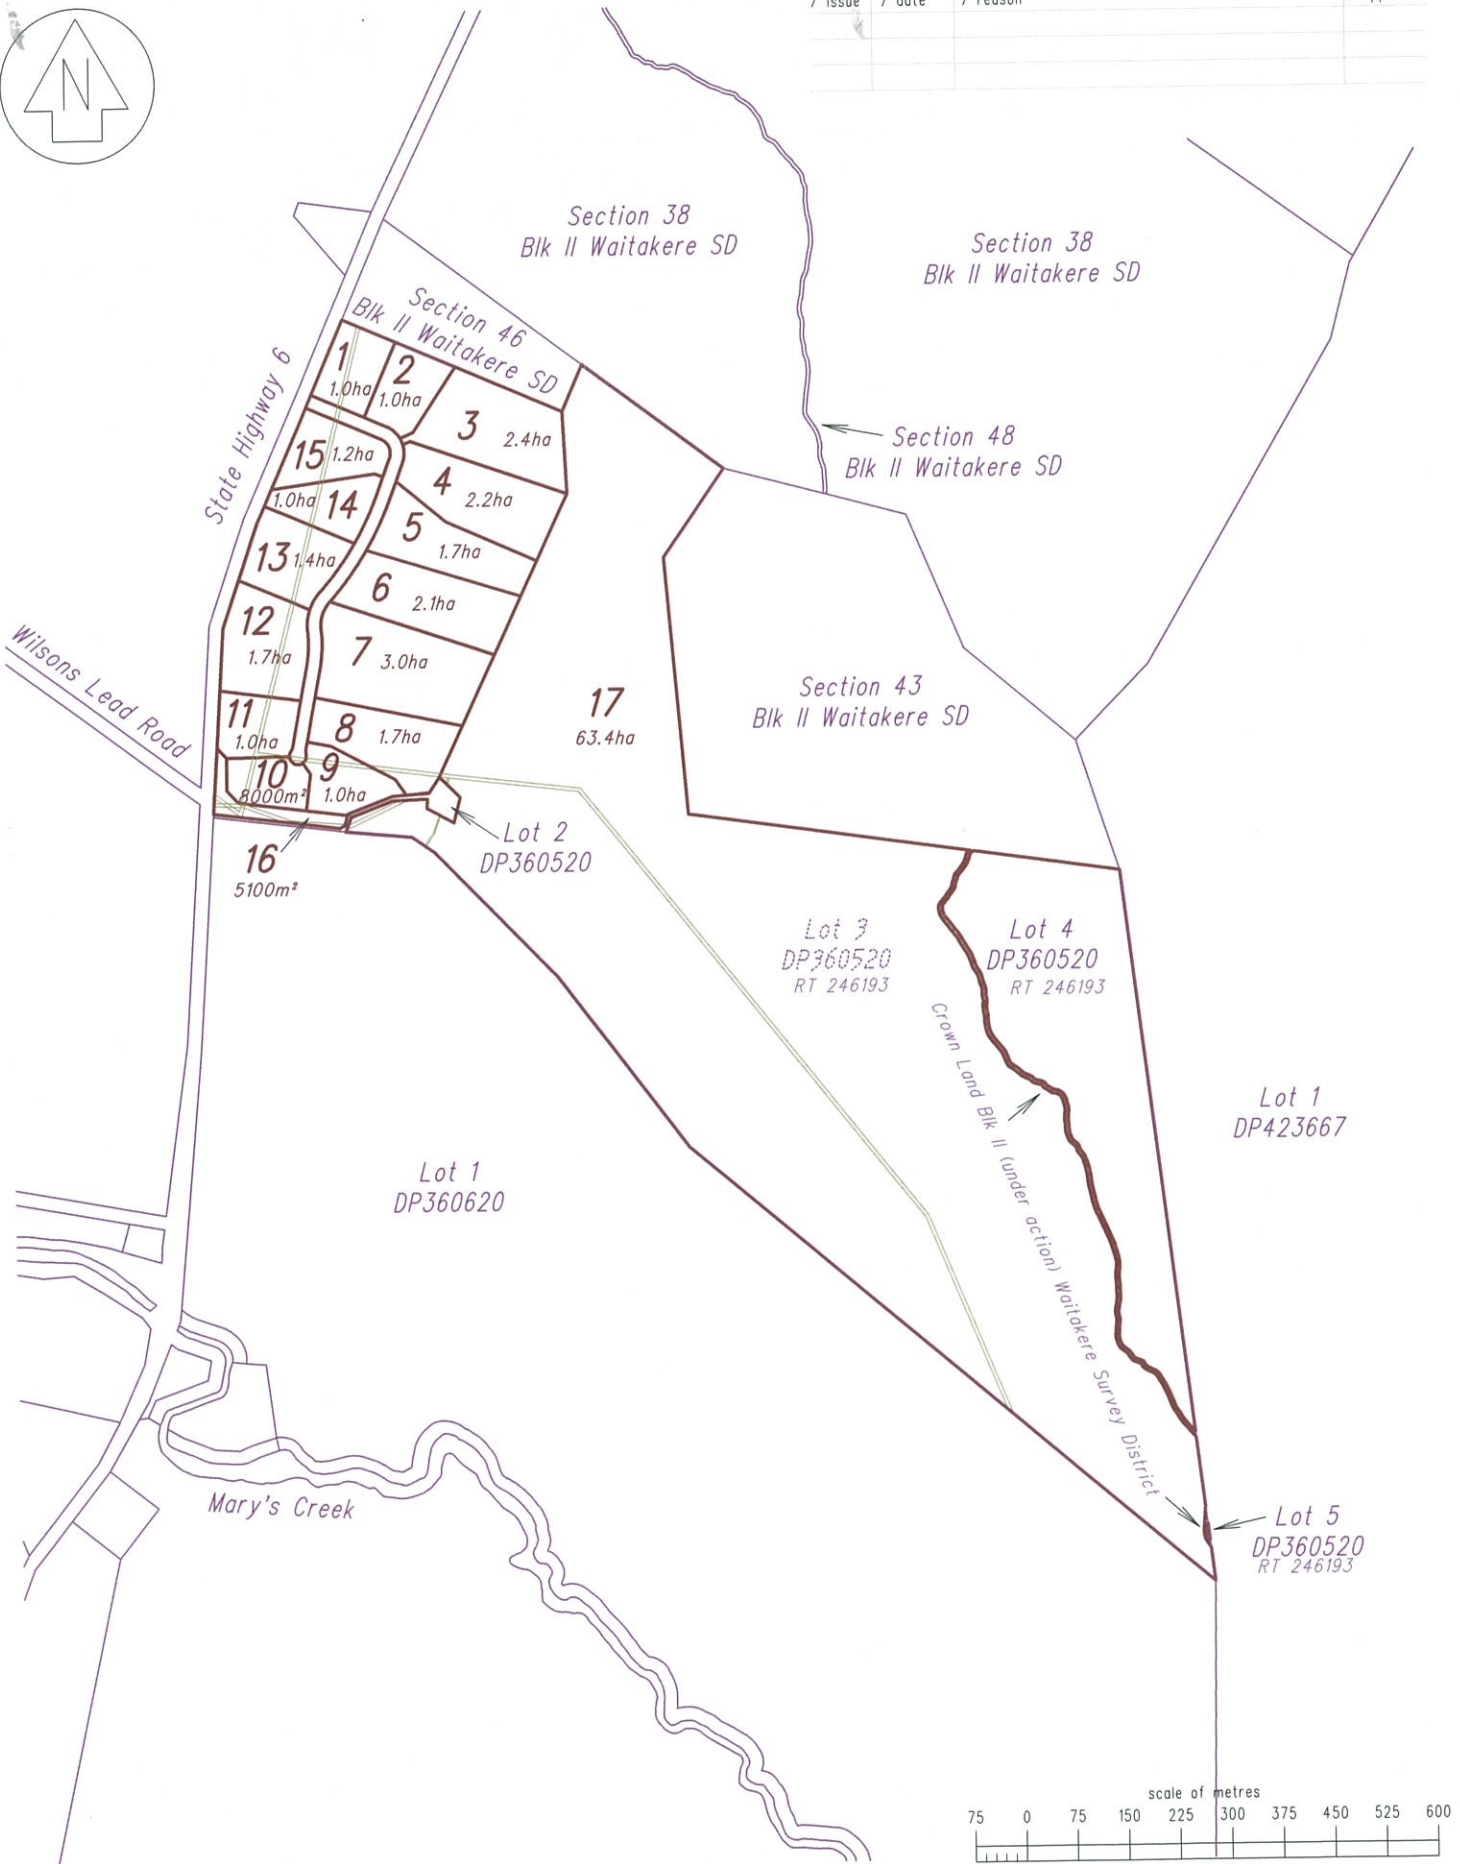 / issue / date / reason
N
Section 38
Blk II Waitakere SD
Section 38
Blk II Waitakere SD
Section 46
Blk II Waitakere SD
State Highway 6
1
1.0ha
2
1.0ha
3 2.4ha
Section 48
Blk II Waitakere SD
15 1.2ha
4 2.2ha
1.0ha 14
5 1.7ha
13 1.4ha
6 2.1ha
12
1.7ha
7 3.0ha
Wilsons Lead Road
17
63.4ha
Section 43
Blk II Waitakere SD
11
1.0ha
8 1.7ha
10
8000m²
9
1.0ha
Lot 2
DP360520
16
5100m²
Lot 3
DP360520
RT 246193
Lot 4
DP360520
RT 246193
Crown Land Blk II (under action) Waitakere Survey District
Lot 1
DP423667
Lot 1
DP360620
Mary's Creek
Lot 5
DP360520
RT 246193
scale of metres
75 0 75 150 225 300 375 450 525 600